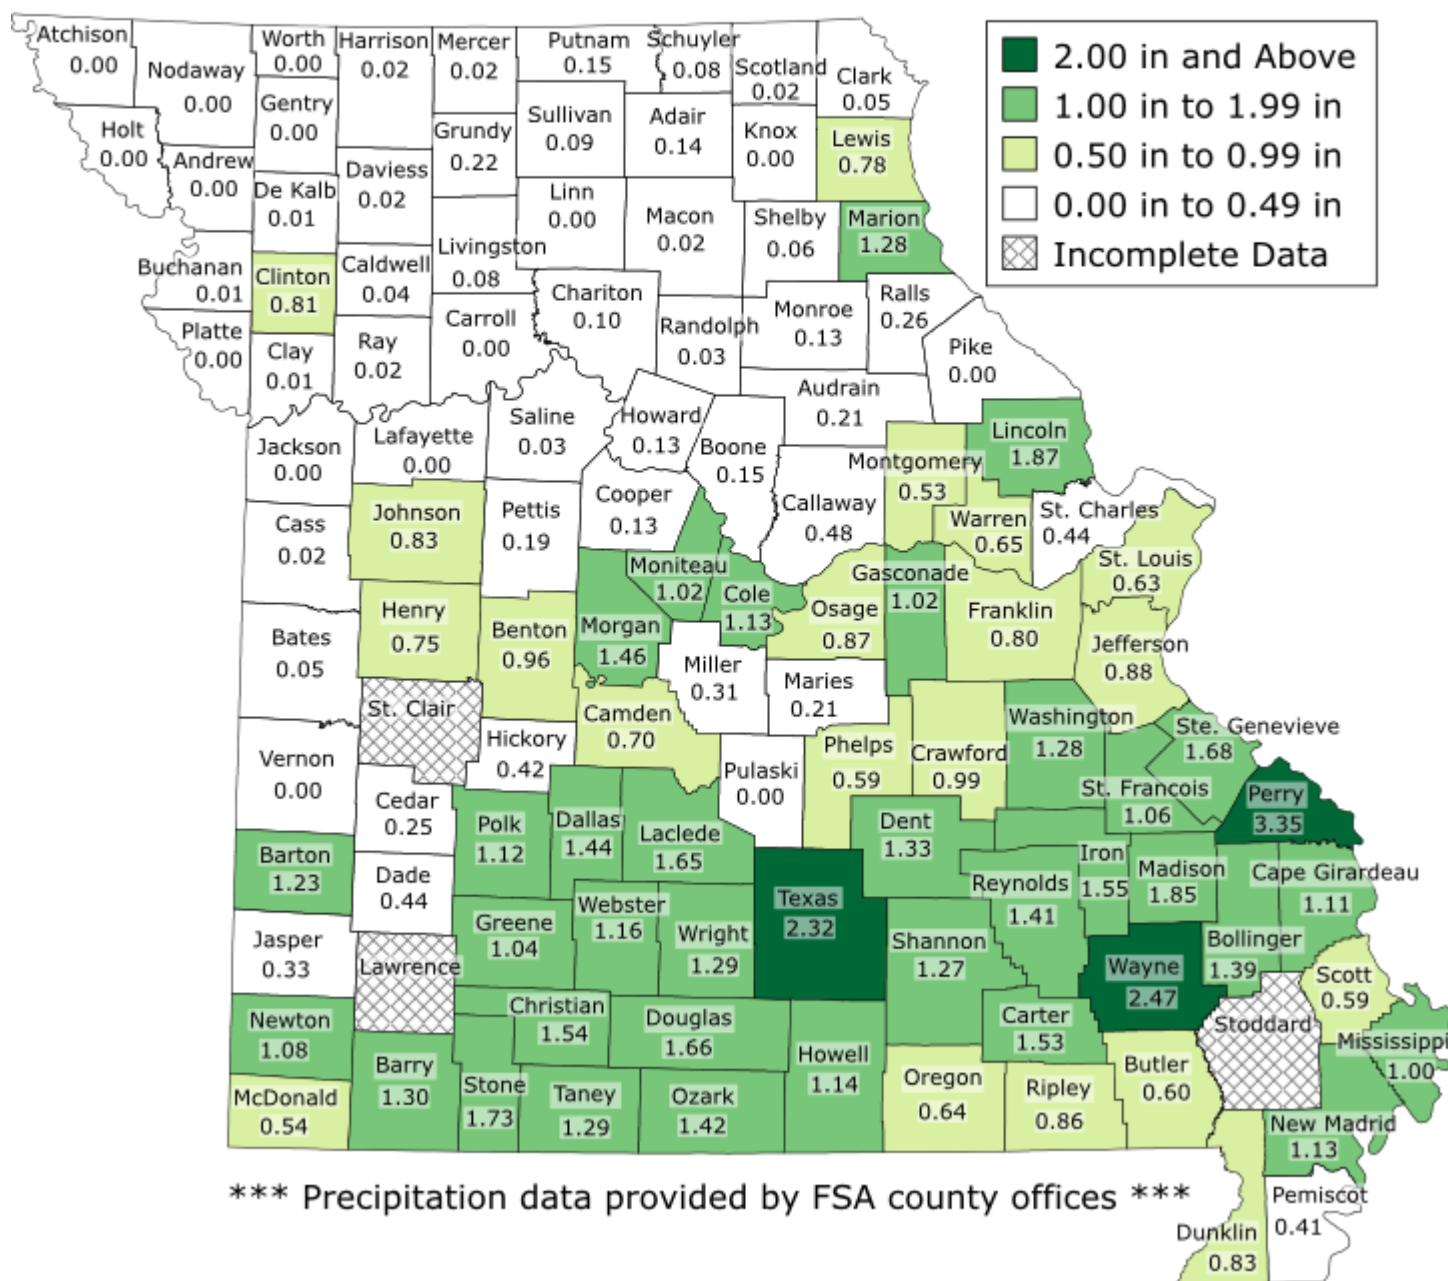 Atchison
0.00
Nodaway
0.00
Worth
0.00
Harrison
0.02
Mercer
0.02
Putnam
0.15
Schuyler
0.08
Scotland
0.02
Clark
0.05
2.00 in and Above
1.00 in to 1.99 in
0.50 in to 0.99 in
0.00 in to 0.49 in
Incomplete Data
Holt
0.00
Andrew
0.00
Gentry
0.00
De Kalb
0.01
Daviess
0.02
Grundy
0.22
Sullivan
0.09
Adair
0.14
Knox
0.00
Lewis
0.78
Linn
0.00
Macon
0.02
Shelby
0.06
Marion
1.28
Buchanan
0.01
Clinton
0.81
Caldwell
0.04
Livingston
0.08
Chariton
0.10
Randolph
0.03
Monroe
0.13
Ralls
0.26
Platte
0.00
Clay
0.01
Ray
0.02
Carroll
0.00
Pike
0.00
Audrain
0.21
Jackson
0.00
Lafayette
0.00
Saline
0.03
Howard
0.13
Boone
0.15
Callaway
0.48
Montgomery
0.53
Lincoln
1.87
Cass
0.02
Johnson
0.83
Pettis
0.19
Cooper
0.13
Warren
0.65
St. Charles
0.44
St. Louis
0.63
Moniteau
1.02
Cole
1.13
Osage
0.87
Gasconade
1.02
Franklin
0.80
Jefferson
0.88
Bates
0.05
Henry
0.75
Benton
0.96
Morgan
1.46
Miller
0.31
Maries
0.21
St. Clair
Hickory
0.42
Camden
0.70
Pulaski
0.00
Phelps
0.59
Crawford
0.99
Washington
1.28
Ste. Genevieve
1.68
St. Francois
1.06
Perry
3.35
Vernon
0.00
Cedar
0.25
Polk
1.12
Dallas
1.44
Laclede
1.65
Dent
1.33
Iron
1.55
Madison
1.85
Cape Girardeau
1.11
Barton
1.23
Dade
0.44
Greene
1.04
Webster
1.16
Wright
1.29
Texas
2.32
Reynolds
1.41
Shannon
1.27
Wayne
2.47
Bollinger
1.39
Scott
0.59
Jasper
0.33
Lawrence
Christian
1.54
Douglas
1.66
Howell
1.14
Carter
1.53
Stoddard
Mississippi
1.00
Newton
1.08
McDonald
0.54
Barry
1.30
Stone
1.73
Taney
1.29
Ozark
1.42
Oregon
0.64
Ripley
0.86
Butler
0.60
New Madrid
1.13
Pemiscot
0.41
Dunklin
0.83
*** Precipitation data provided by FSA county offices ***